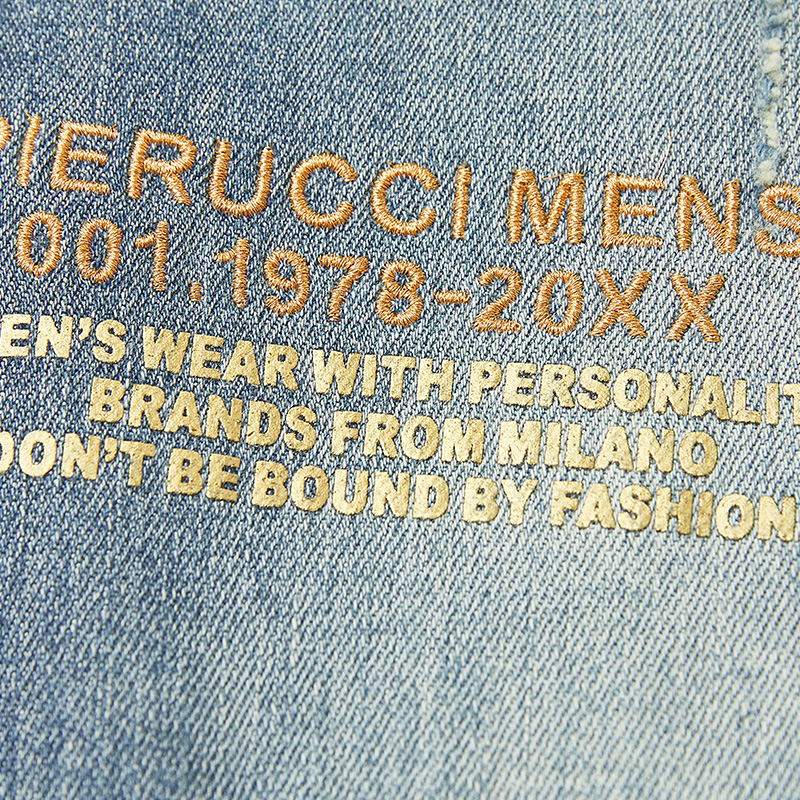 PIERUCCI MENS
001.1978-20XX
EN'S WEAR WITH PERSONALIT
BRANDS FROM MILANO
DON'T BE BOUND BY FASHION